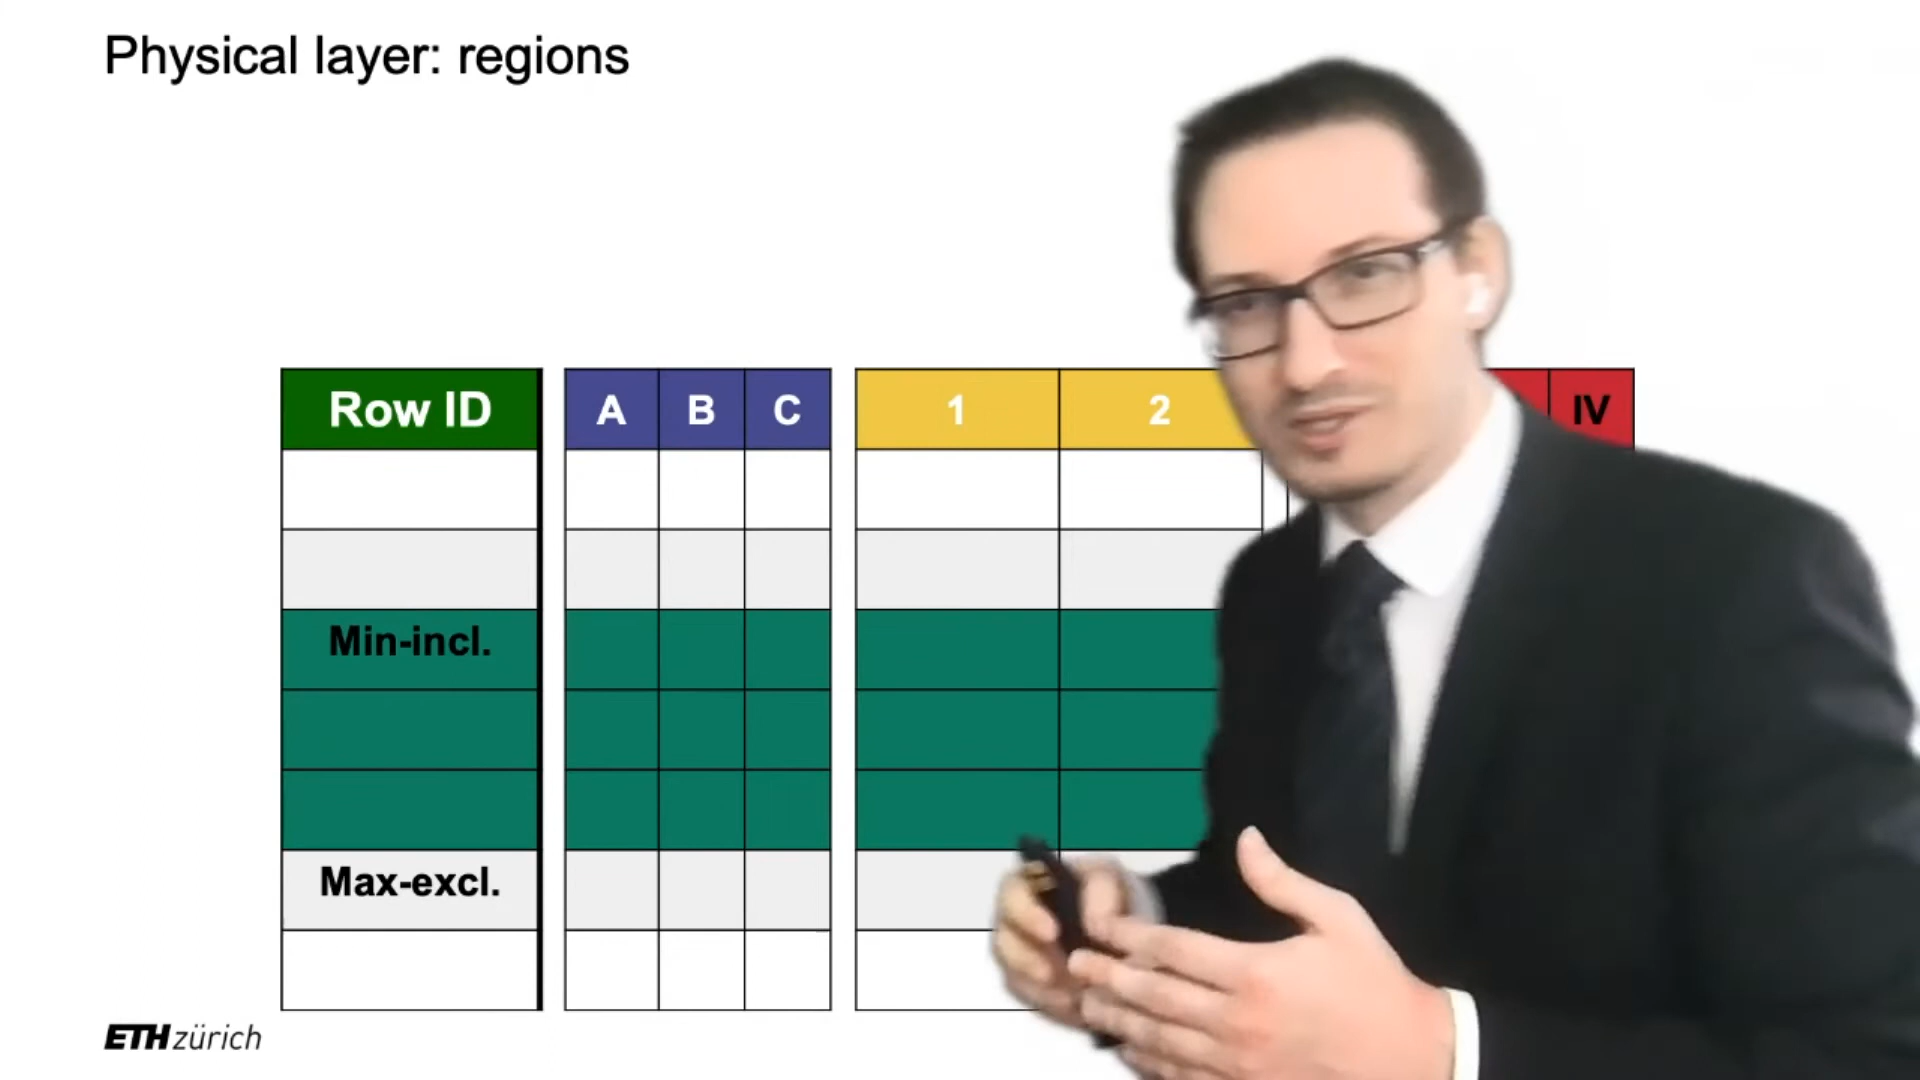 Physical layer: regions
Row ID A B C 1 2 IV
Min-incl.
Max-excl.
ETH zürich